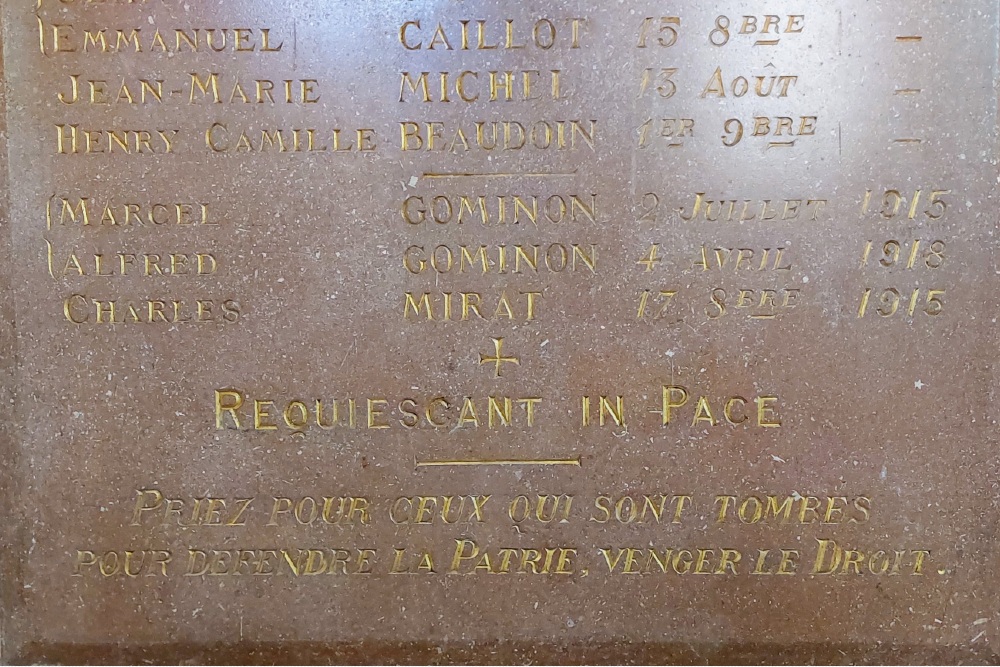 EMMANUEL CAILLOT 15 8BRE –
JEAN-MARIE MICHEL 13 AOÛT –
HENRY CAMILLE BEAUDOIN 1ER 9BRE –
MARCEL GOMINON 2 JUILLET 1915
ALFRED GOMINON 4 AVRIL 1918
CHARLES MIRAT 17 8BRE 1915
REQUIESCANT IN PACE
PRIEZ POUR CEUX QUI SONT TOMBES
POUR DEFENDRE LA PATRIE, VENGER LE DROIT.